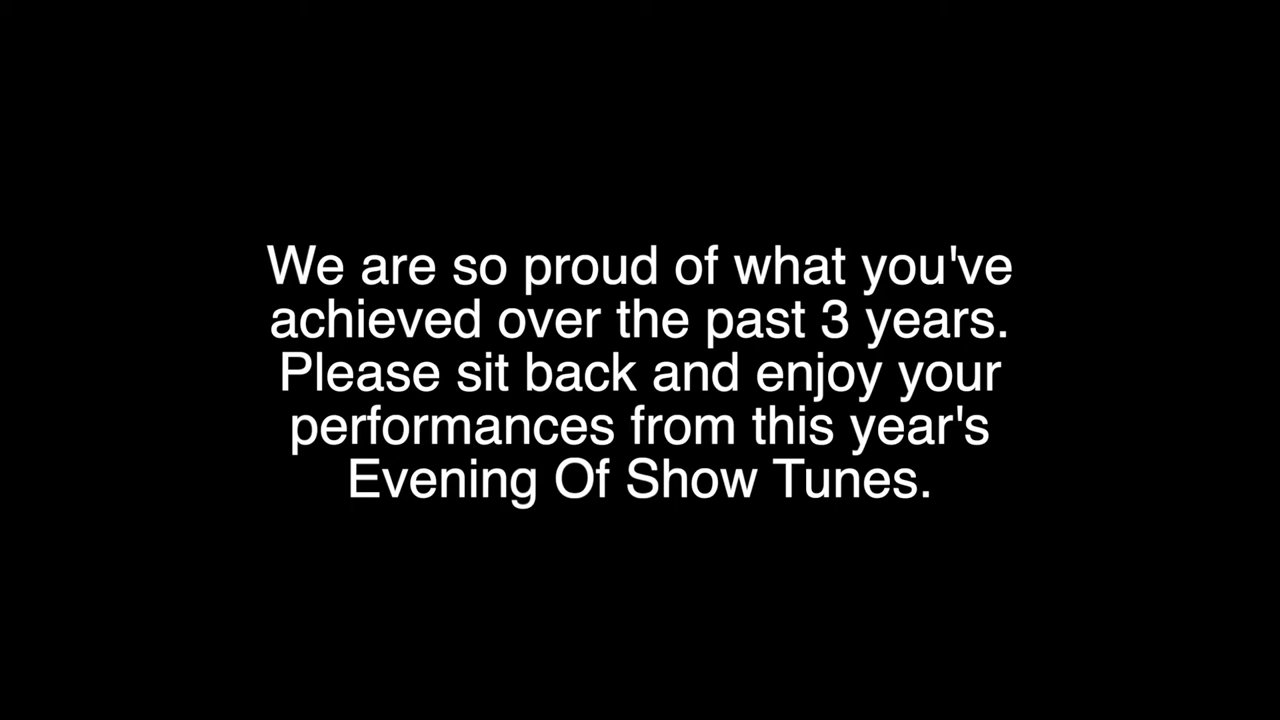 We are so proud of what you've
achieved over the past 3 years.
Please sit back and enjoy your
performances from this year's
Evening Of Show Tunes.